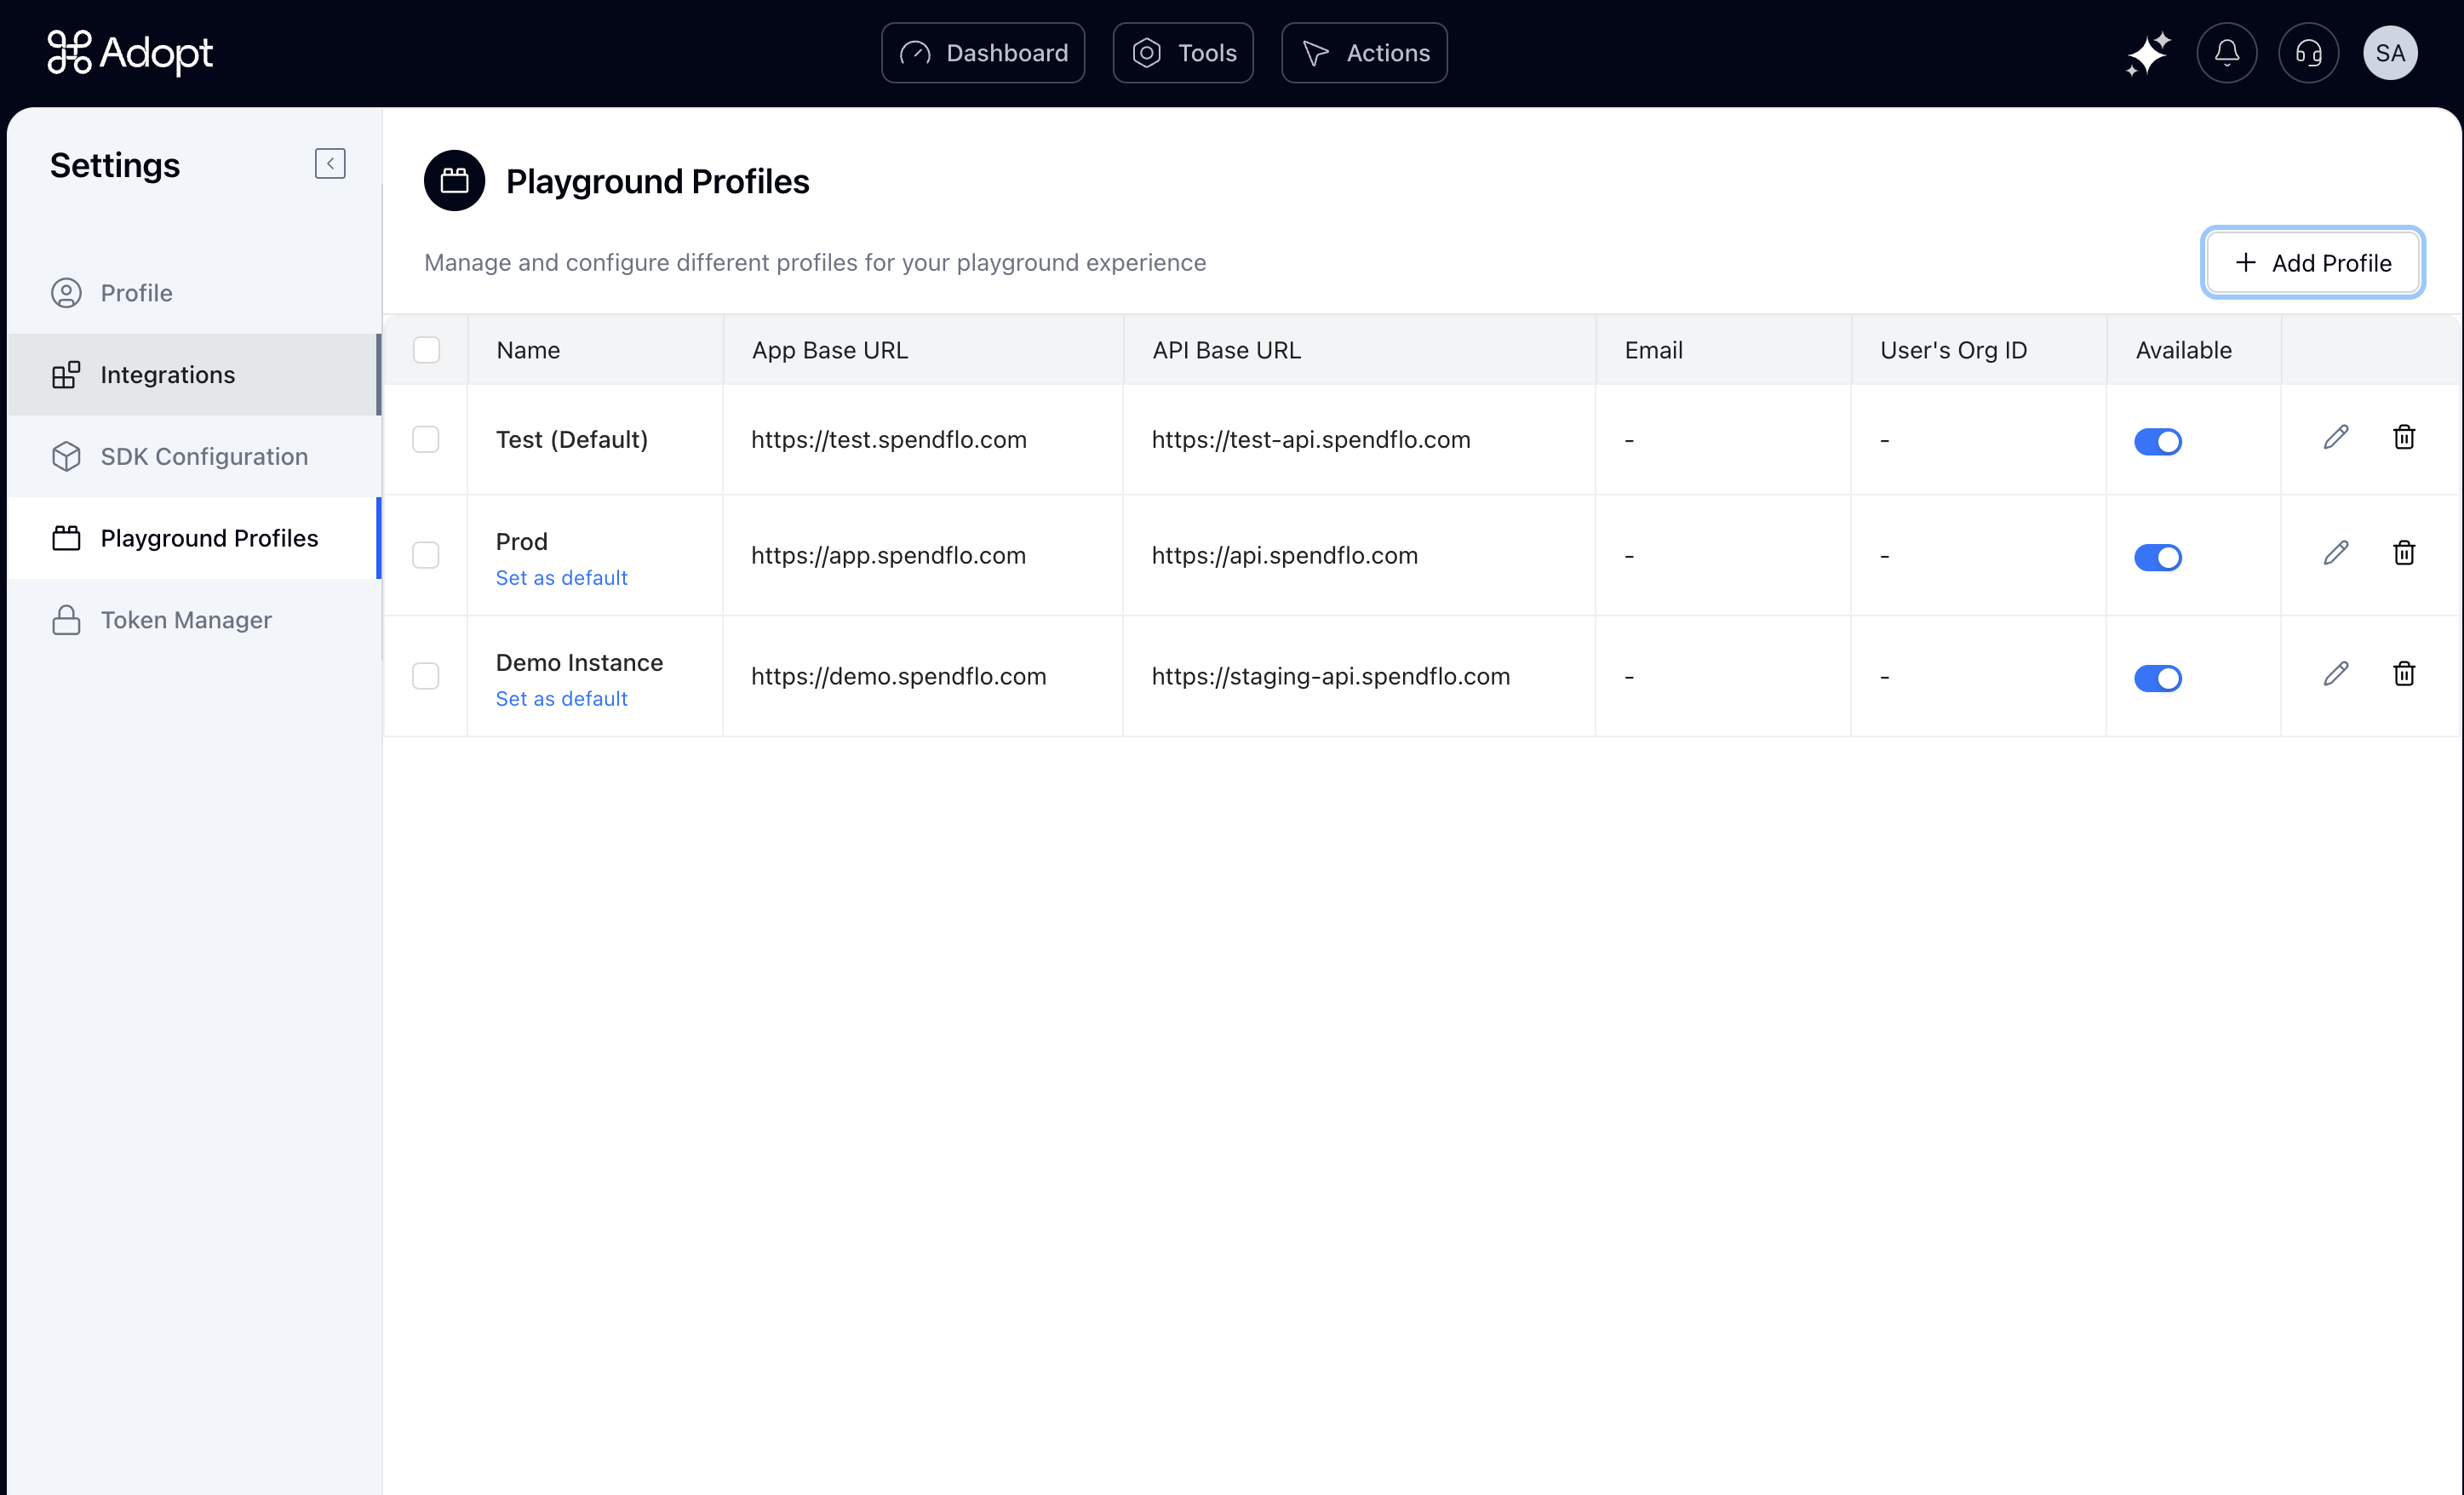 Adopt
Dashboard
Tools
Actions
SA
Settings
Profile
Integrations
SDK Configuration
Playground Profiles
Token Manager
Playground Profiles
Manage and configure different profiles for your playground experience
+ Add Profile
Name App Base URL API Base URL Email User's Org ID Available
Test (Default) https://test.spendflo.com https://test-api.spendflo.com - -
Prod
Set as default
https://app.spendflo.com https://api.spendflo.com - -
Demo Instance
Set as default
https://demo.spendflo.com https://staging-api.spendflo.com - -